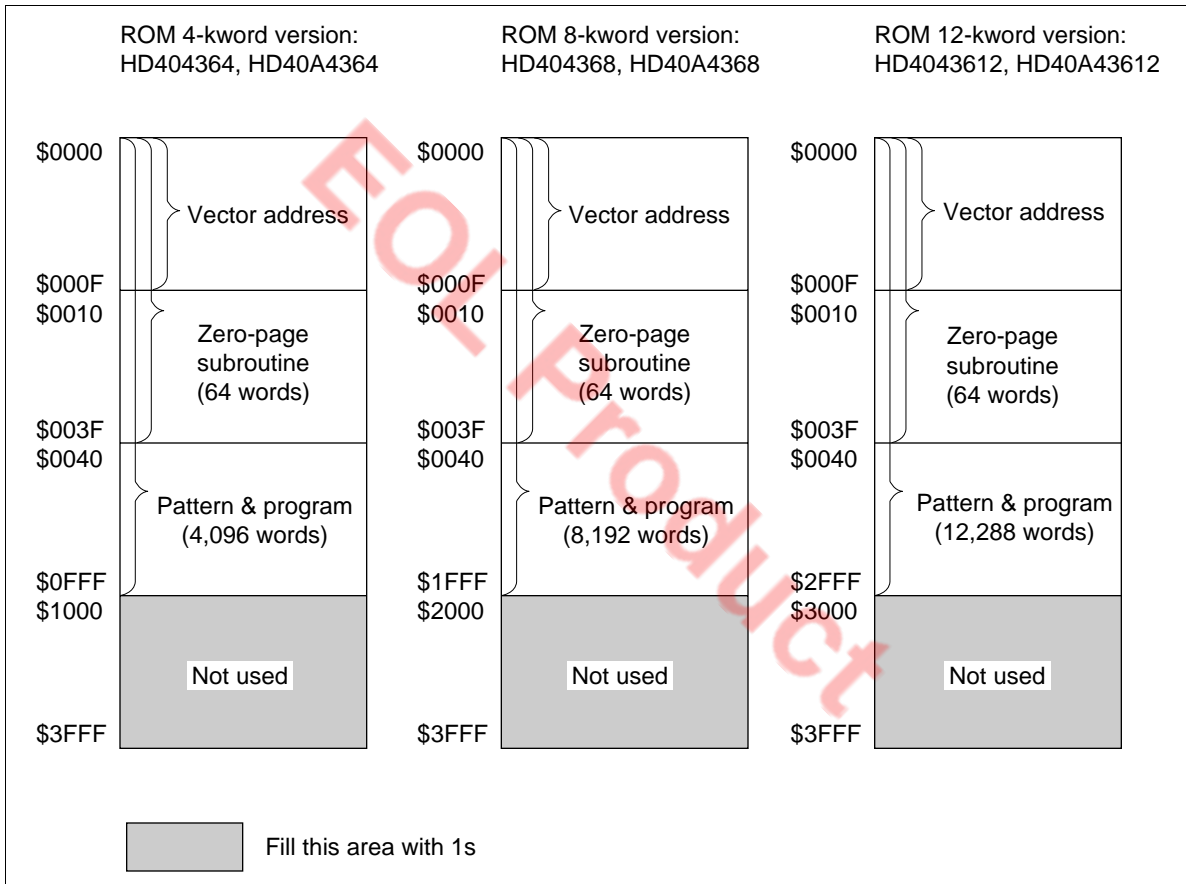 ROM 4-kword version:
HD404364, HD40A4364
$0000
Vector address
$000F
$0010
Zero-page
subroutine
(64 words)
$003F
$0040
Pattern & program
(4,096 words)
$0FFF
$1000
Not used
$3FFF
ROM 8-kword version:
HD404368, HD40A4368
$0000
Vector address
$000F
$0010
Zero-page
subroutine
(64 words)
$003F
$0040
Pattern & program
(8,192 words)
$1FFF
$2000
Not used
$3FFF
ROM 12-kword version:
HD4043612, HD40A43612
$0000
Vector address
$000F
$0010
Zero-page
subroutine
(64 words)
$003F
$0040
Pattern & program
(12,288 words)
$2FFF
$3000
Not used
$3FFF
Fill this area with 1s
EOL Product